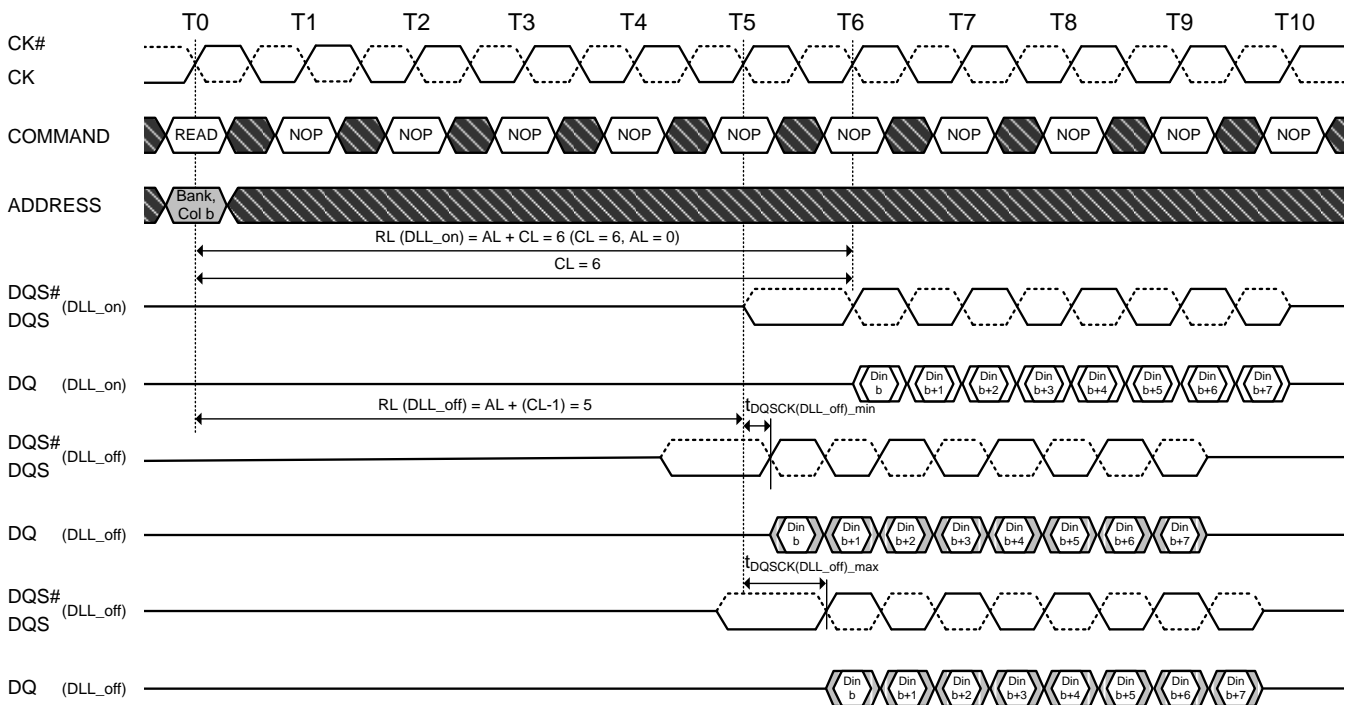 T0 T1 T2 T3 T4 T5 T6 T7 T8 T9 T10
CK#
CK
COMMAND READ NOP NOP NOP NOP NOP NOP NOP NOP NOP NOP
ADDRESS Bank, Col b
RL (DLL_on) = AL + CL = 6 (CL = 6, AL = 0)
CL = 6
DQS# (DLL_on)
DQS
DQ (DLL_on) Din b Din b+1 Din b+2 Din b+3 Din b+4 Din b+5 Din b+6 Din b+7
RL (DLL_off) = AL + (CL-1) = 5 tDQSCK(DLL_off)_min
DQS# (DLL_off)
DQS
DQ (DLL_off) Din b Din b+1 Din b+2 Din b+3 Din b+4 Din b+5 Din b+6 Din b+7
tDQSCK(DLL_off)_max
DQS# (DLL_off)
DQS
DQ (DLL_off) Din b Din b+1 Din b+2 Din b+3 Din b+4 Din b+5 Din b+6 Din b+7